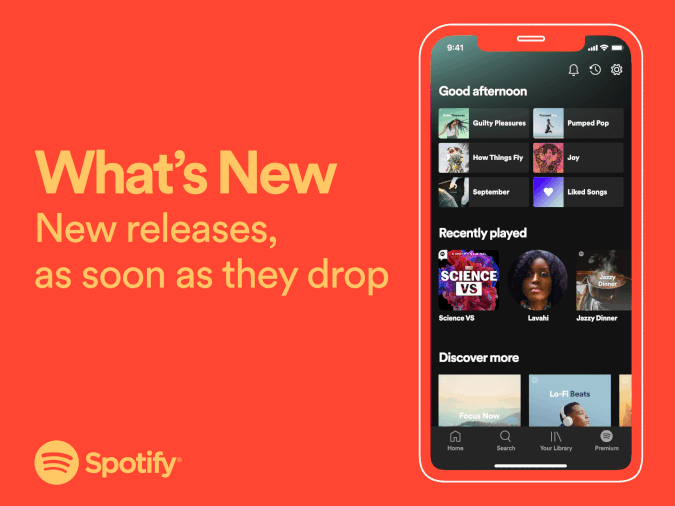 What's New
New releases,
as soon as they drop
Spotify®
9:41
Good afternoon
Guilty Pleasures
Pumped Pop
How Things Fly
Joy
September
Liked Songs
Recently played
SCIENCE
VS
Jazzy
Dinner
Science VS
Lavahi
Jazzy Dinner
Discover more
Focus Now
Lo-Fi Beats
Home
Search
Your Library
Premium